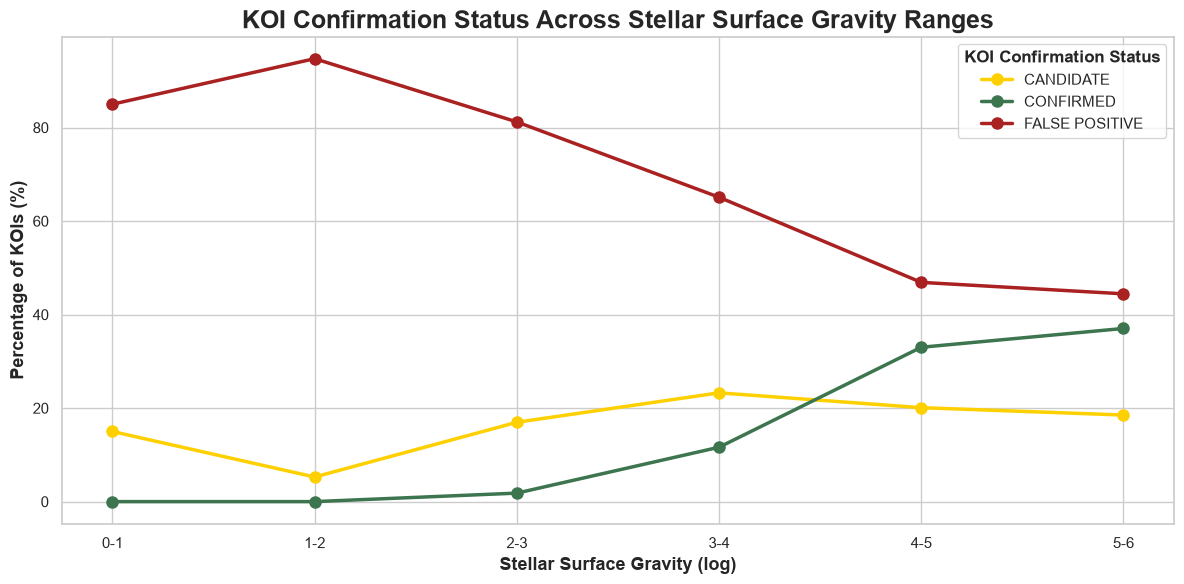 KOI Confirmation Status Across Stellar Surface Gravity Ranges
KOI Confirmation Status
CANDIDATE
CONFIRMED
FALSE POSITIVE
Percentage of KOIs (%)
80
60
40
20
0
0-1
1-2
2-3
3-4
4-5
5-6
Stellar Surface Gravity (log)